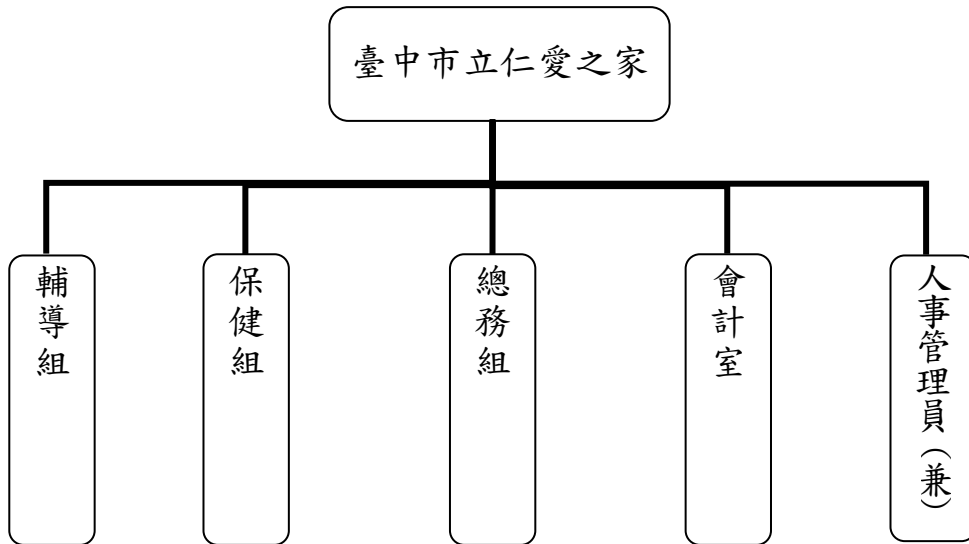 臺中市立仁愛之家
輔導組
保健組
總務組
會計室
人事管理員(兼)